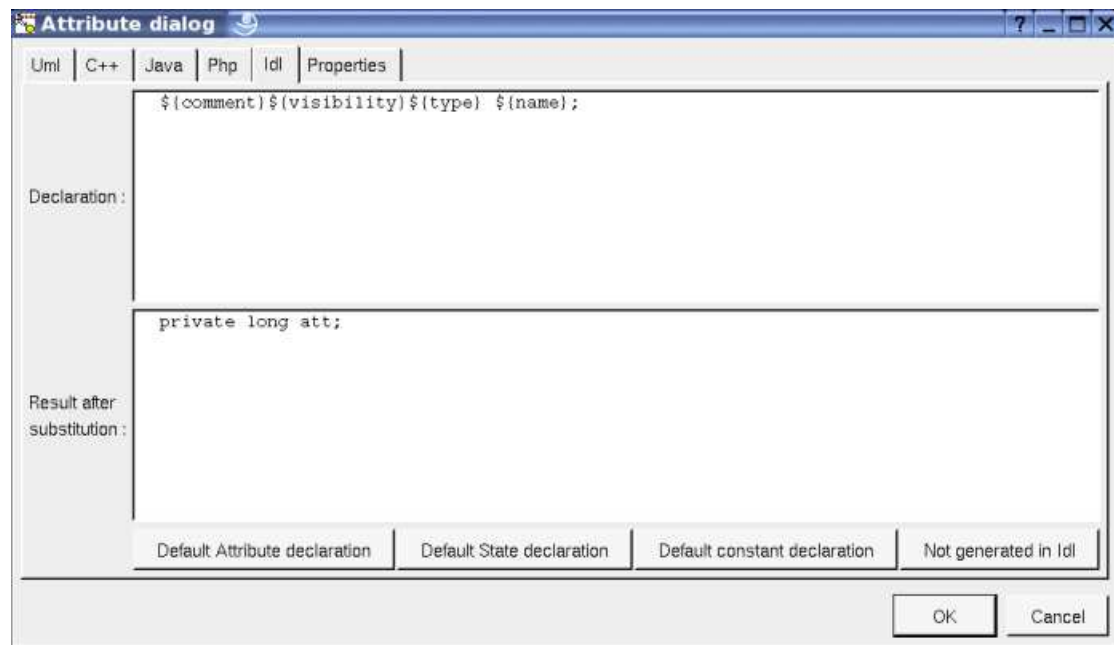 Attribute dialog
Uml C++ Java Php Idl Properties
${comment}${visibility}${type} ${name};
Declaration :
private long att;
Result after
substitution :
Default Attribute declaration Default State declaration Default constant declaration Not generated in Idl
OK Cancel